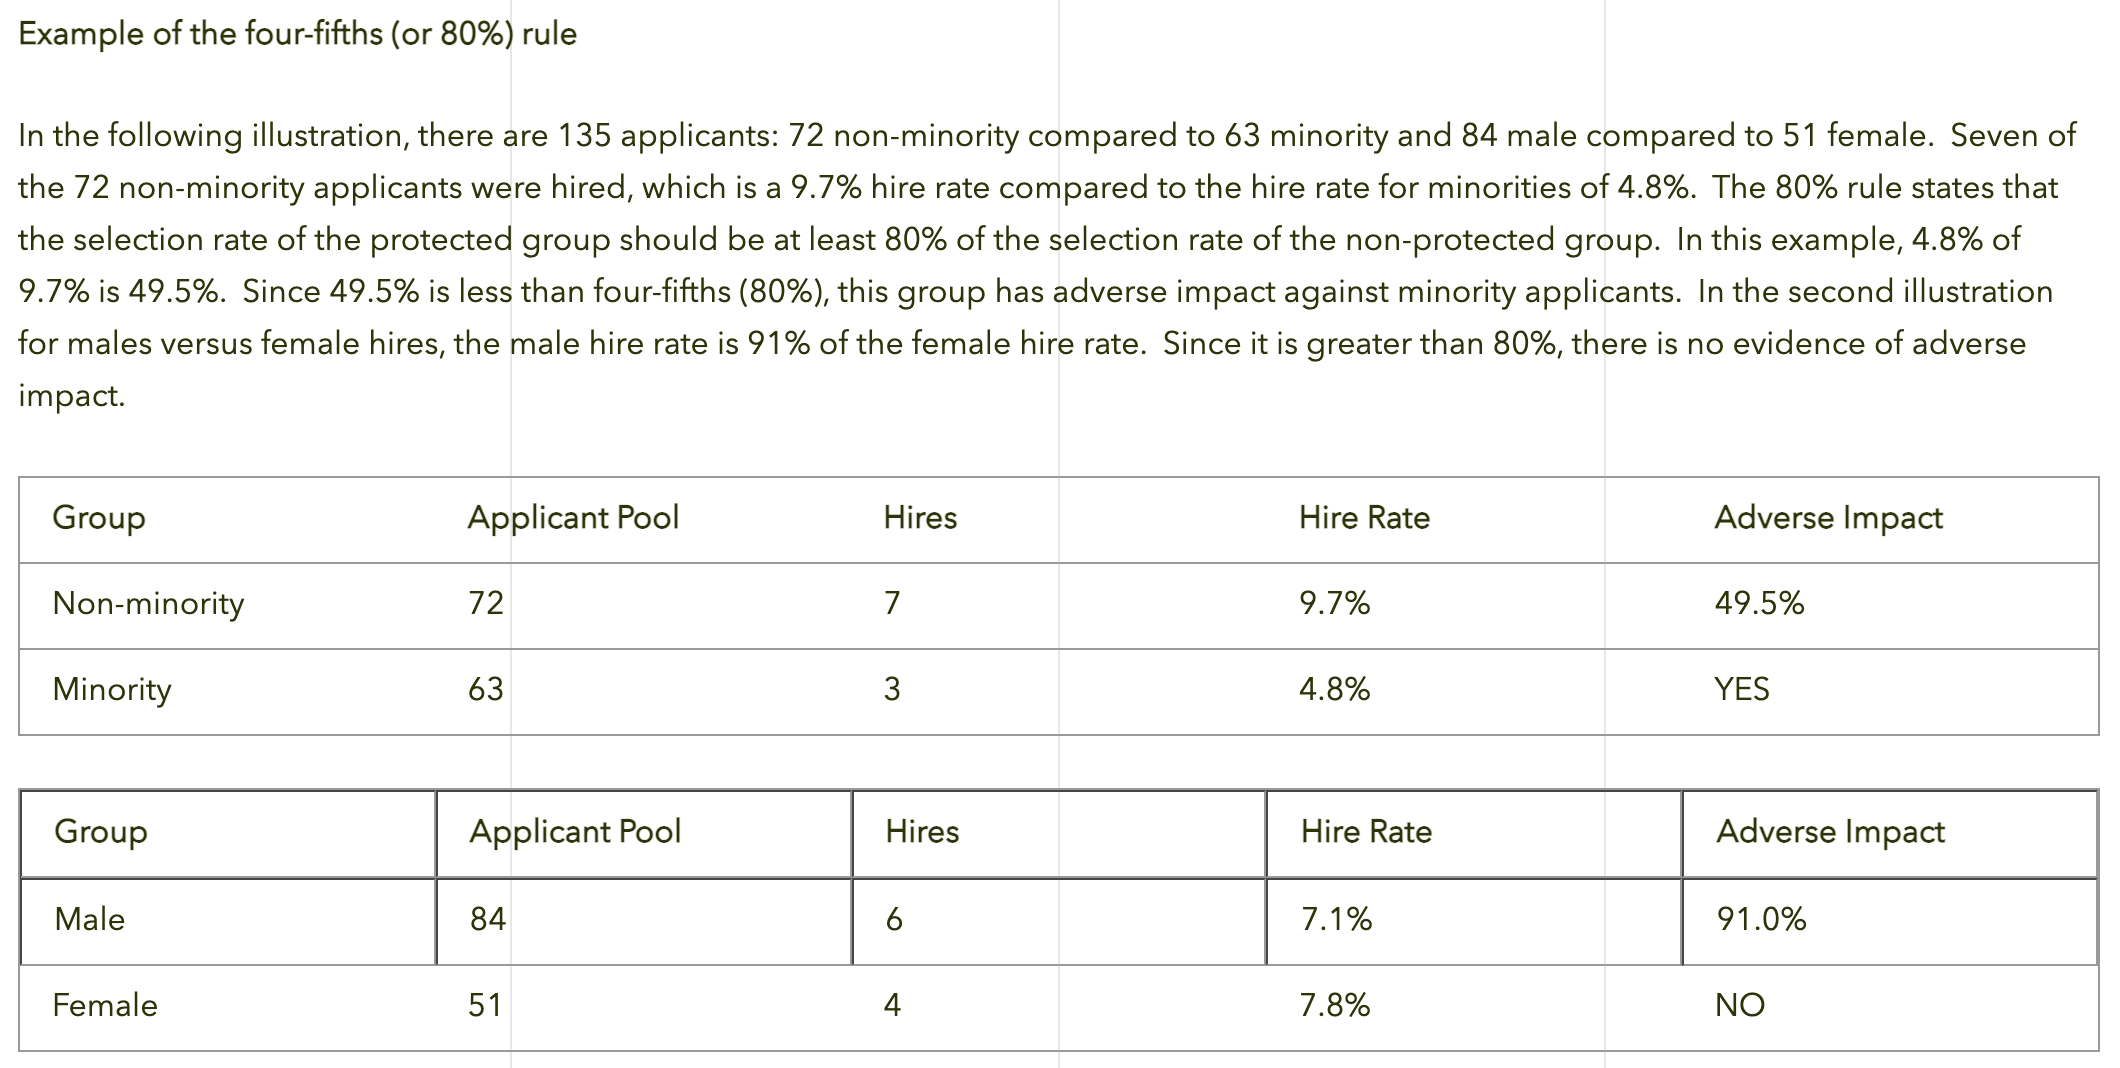 Example of the four-fifths (or 80%) rule
In the following illustration, there are 135 applicants: 72 non-minority compared to 63 minority and 84 male compared to 51 female.  Seven of
the 72 non-minority applicants were hired, which is a 9.7% hire rate compared to the hire rate for minorities of 4.8%.  The 80% rule states that
the selection rate of the protected group should be at least 80% of the selection rate of the non-protected group.  In this example, 4.8% of
9.7% is 49.5%.  Since 49.5% is less than four-fifths (80%), this group has adverse impact against minority applicants.  In the second illustration
for males versus female hires, the male hire rate is 91% of the female hire rate.  Since it is greater than 80%, there is no evidence of adverse
impact.
Group Applicant Pool Hires Hire Rate Adverse Impact
Non-minority 72 7 9.7% 49.5%
Minority 63 3 4.8% YES
Group Applicant Pool Hires Hire Rate Adverse Impact
Male 84 6 7.1% 91.0%
Female 51 4 7.8% NO